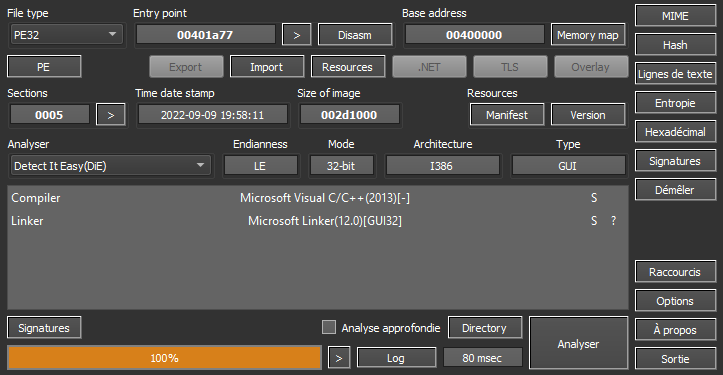 File type Entry point Base address MIME
PE32 00401a77 > Disasm 00400000 Memory map Hash
PE Export Import Resources .NET TLS Overlay Lignes de texte
Sections Time date stamp Size of image Resources Entropie
0005 > 2022-09-09 19:58:11 002d1000 Manifest Version Hexadécimal
Analyser Endianness Mode Architecture Type Signatures
Detect It Easy(DiE) LE 32-bit I386 GUI Démêler
Compiler Microsoft Visual C/C++(2013)[-] S
Linker Microsoft Linker(12.0)[GUI32] S ?
Raccourcis
Options
Signatures Analyse approfondie Directory Analyser À propos
100% > Log 80 msec Sortie